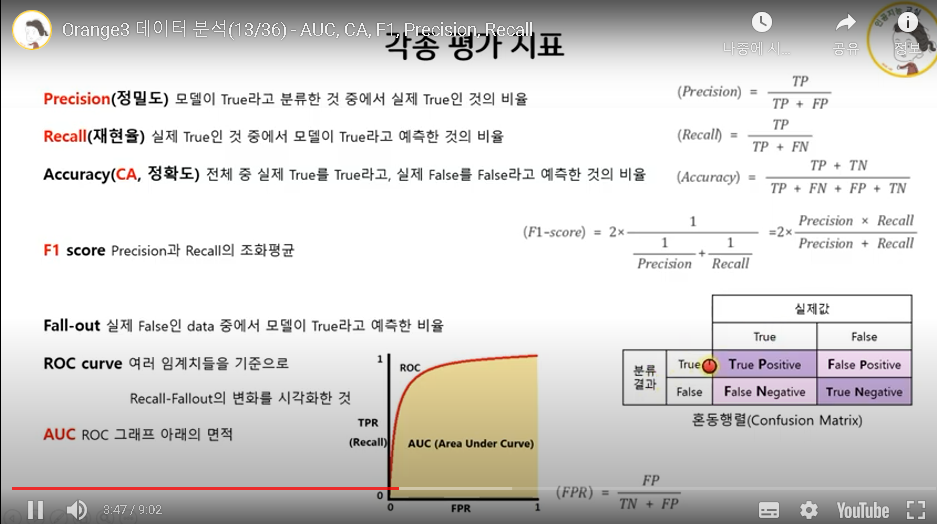 Orange3 데이터 분석(13/36) - AUC, CA, F1, Precision, Recall
나중에 시...
공유
정보
각종 평가 지표
Precision(정밀도) 모델이 True라고 분류한 것 중에서 실제 True인 것의 비율
(Precision) = TP / TP + FP
Recall(재현율) 실제 True인 것 중에서 모델이 True라고 예측한 것의 비율
(Recall) = TP / TP + FN
Accuracy(CA, 정확도) 전체 중 실제 True를 True라고, 실제 False를 False라고 예측한 것의 비율
(Accuracy) = TP + TN / TP + FN + FP + TN
F1 score Precision과 Recall의 조화평균
(F1-score) = 2× 1 / 1 / Precision + 1 / Recall =2× Precision × Recall / Precision + Recall
Fall-out 실제 False인 data 중에서 모델이 True라고 예측한 비율
ROC curve 여러 임계치들을 기준으로
Recall-Fallout의 변화를 시각화한 것
AUC ROC 그래프 아래의 면적
1
ROC
TPR
(Recall)
AUC (Area Under Curve)
0
0 FPR 1
실제값
True False
분류 결과
True True Positive False Positive
False False Negative True Negative
혼동행렬(Confusion Matrix)
(FPR) = FP / TN + FP
3:47 / 9:02
YouTube